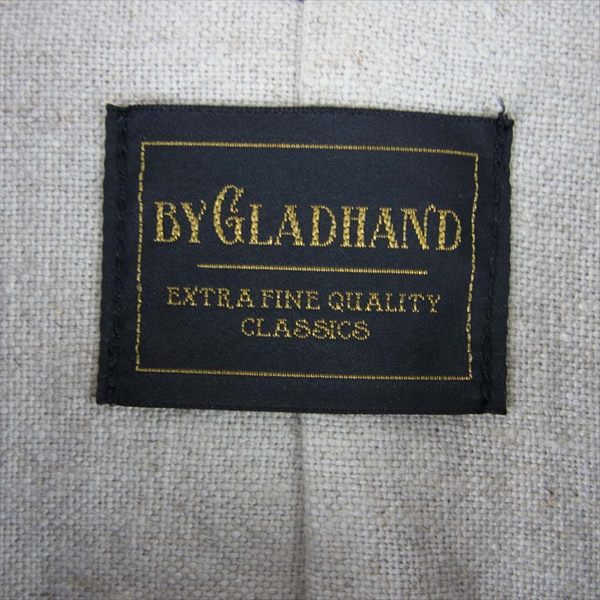 BY GLADHAND
EXTRA FINE QUALITY
CLASSICS